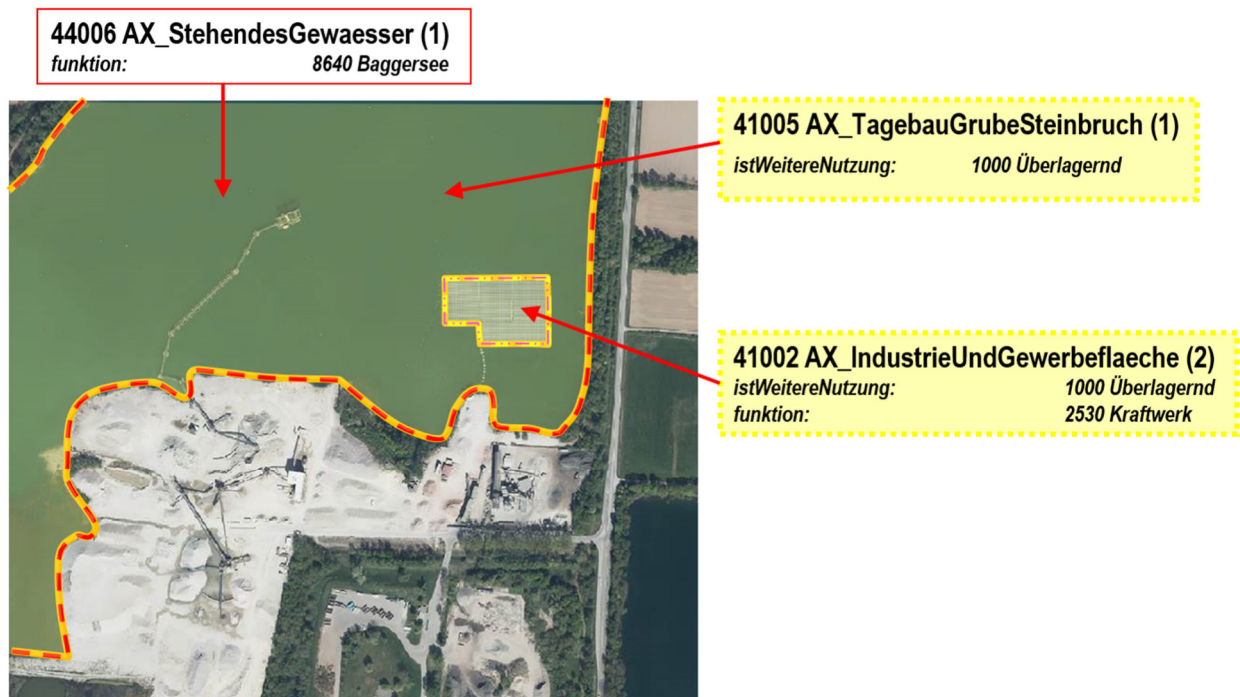 44006 AX_StehendesGewaesser (1)
funktion: 8640 Baggersee
41005 AX_TagebauGrubeSteinbruch (1)
istWeitereNutzung: 1000 Überlagernd
41002 AX_IndustrieUndGewerbeflaeche (2)
istWeitereNutzung: 1000 Überlagernd
funktion: 2530 Kraftwerk